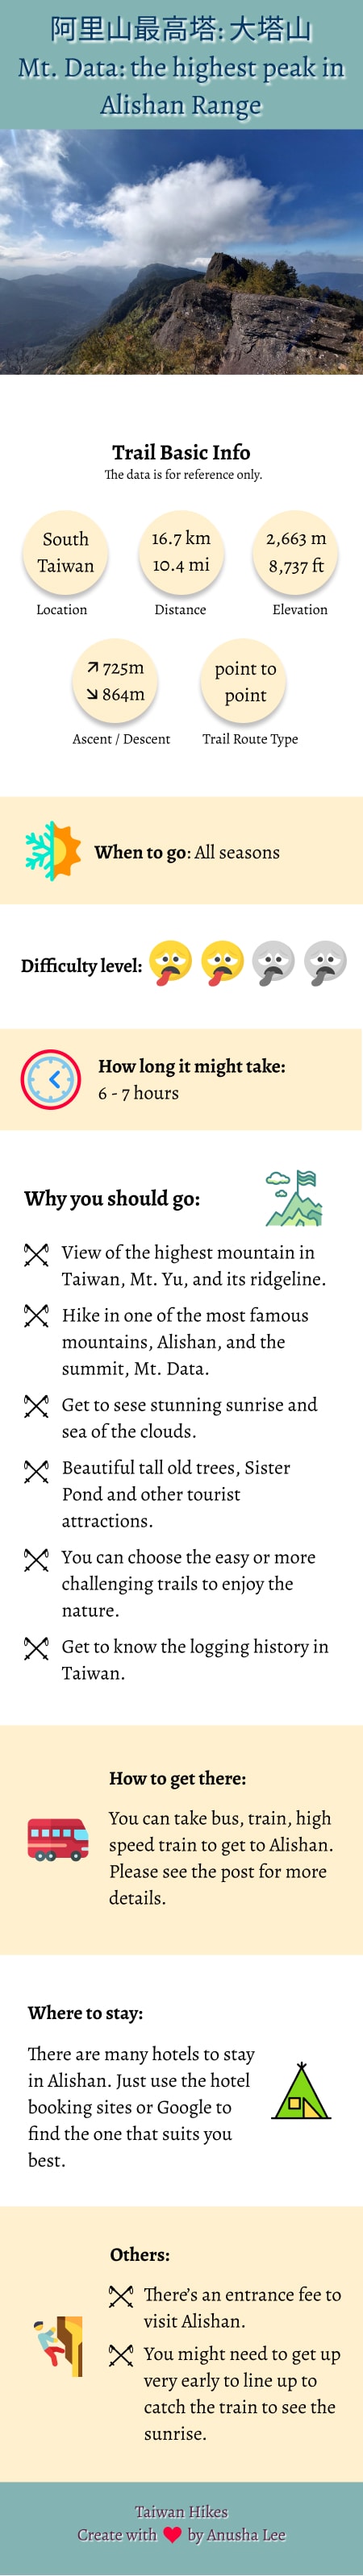 阿里山最高塔: 大塔山
Mt. Data: the highest peak in
Alishan Range
Trail Basic Info
The data is for reference only.
South
Taiwan
Location
16.7 km
10.4 mi
Distance
2,663 m
8,737 ft
Elevation
↗ 725m
↘ 864m
Ascent / Descent
point to
point
Trail Route Type
When to go: All seasons
Difficulty level:
How long it might take:
6 - 7 hours
Why you should go:
View of the highest mountain in
Taiwan, Mt. Yu, and its ridgeline.
Hike in one of the most famous
mountains, Alishan, and the
summit, Mt. Data.
Get to sese stunning sunrise and
sea of the clouds.
Beautiful tall old trees, Sister
Pond and other tourist
attractions.
You can choose the easy or more
challenging trails to enjoy the
nature.
Get to know the logging history in
Taiwan.
How to get there:
You can take bus, train, high
speed train to get to Alishan.
Please see the post for more
details.
Where to stay:
There are many hotels to stay
in Alishan. Just use the hotel
booking sites or Google to
find the one that suits you
best.
Others:
There's an entrance fee to
visit Alishan.
You might need to get up
very early to line up to
catch the train to see the
sunrise.
Taiwan Hikes
Create with ❤ by Anusha Lee